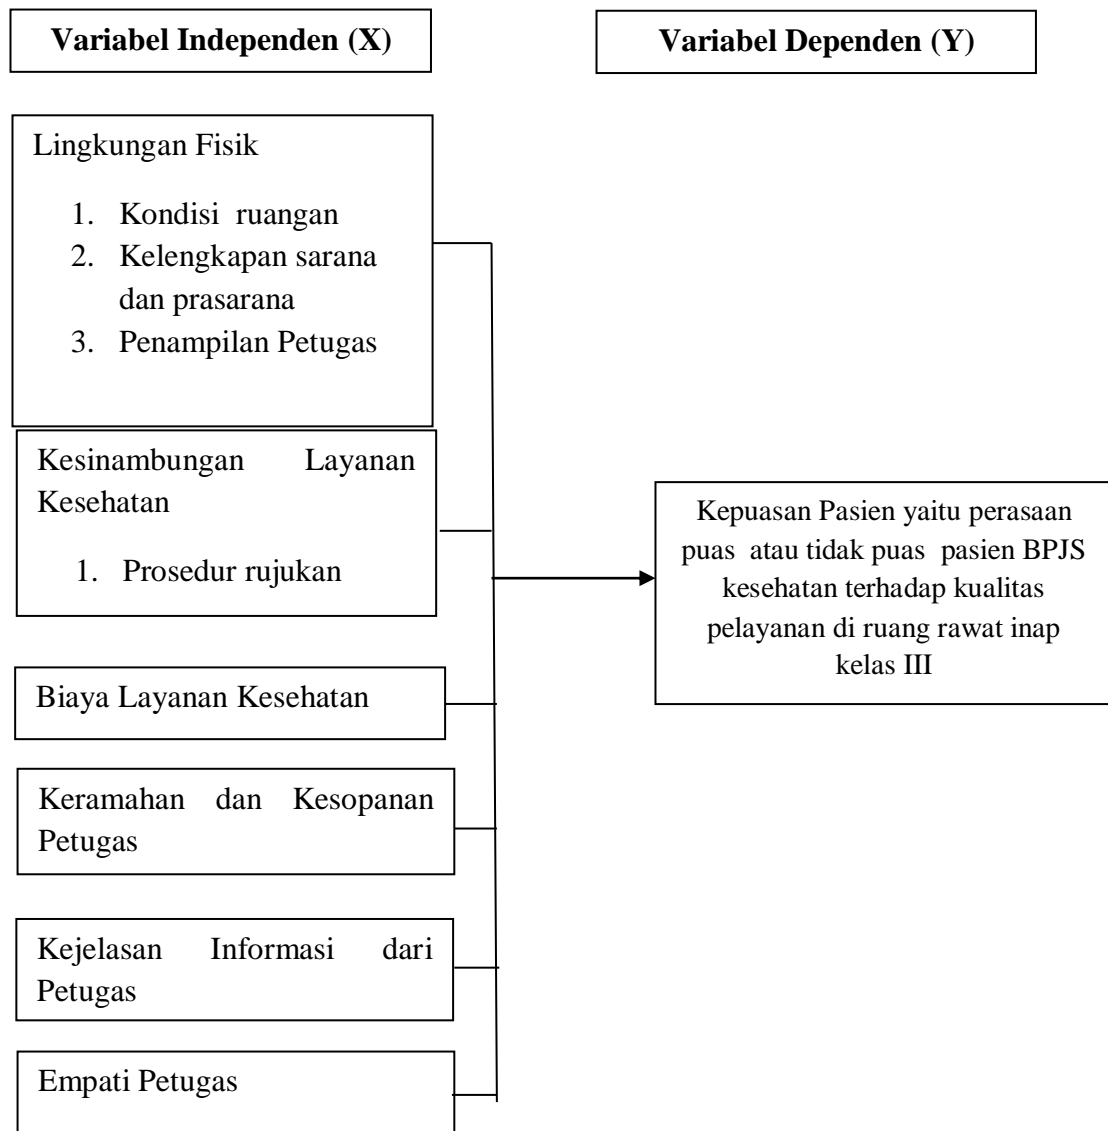 Variabel Independen (X)
Variabel Dependen (Y)
Lingkungan Fisik
1. Kondisi ruangan
2. Kelengkapan sarana
dan prasarana
3. Penampilan Petugas
Kesinambungan Layanan
Kesehatan
1. Prosedur rujukan
Biaya Layanan Kesehatan
Keramahan dan Kesopanan
Petugas
Kejelasan Informasi dari
Petugas
Empati Petugas
Kepuasan Pasien yaitu perasaan
puas atau tidak puas pasien BPJS
kesehatan terhadap kualitas
pelayanan di ruang rawat inap
kelas III